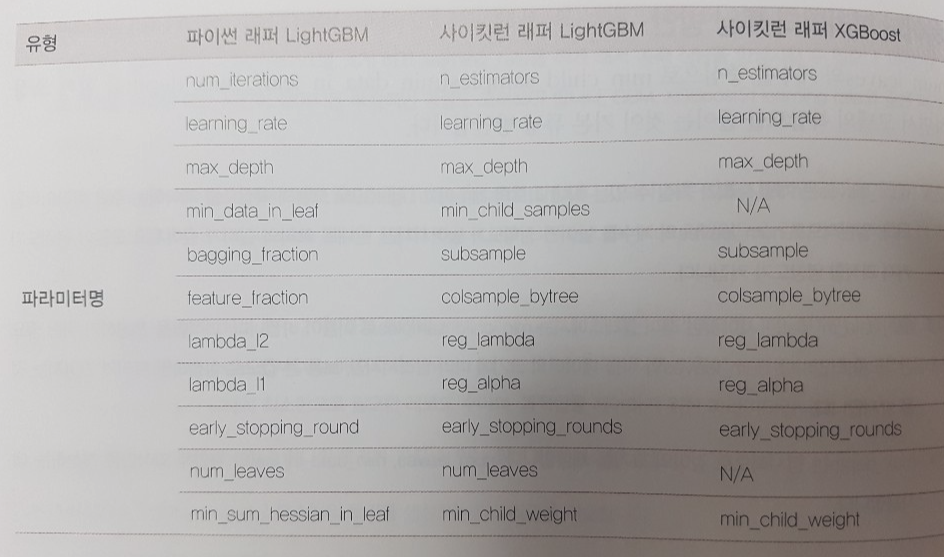 유형 파이썬 래퍼 LightGBM 사이킷런 래퍼 LightGBM 사이킷런 래퍼 XGBoost
num_iterations n_estimators n_estimators
learning_rate learning_rate learning_rate
max_depth max_depth max_depth
min_data_in_leaf min_child_samples N/A
bagging_fraction subsample subsample
파라미터명 feature_fraction colsample_bytree colsample_bytree
lambda_l2 reg_lambda reg_lambda
lambda_l1 reg_alpha reg_alpha
early_stopping_round early_stopping_rounds early_stopping_rounds
num_leaves num_leaves N/A
min_sum_hessian_in_leaf min_child_weight min_child_weight